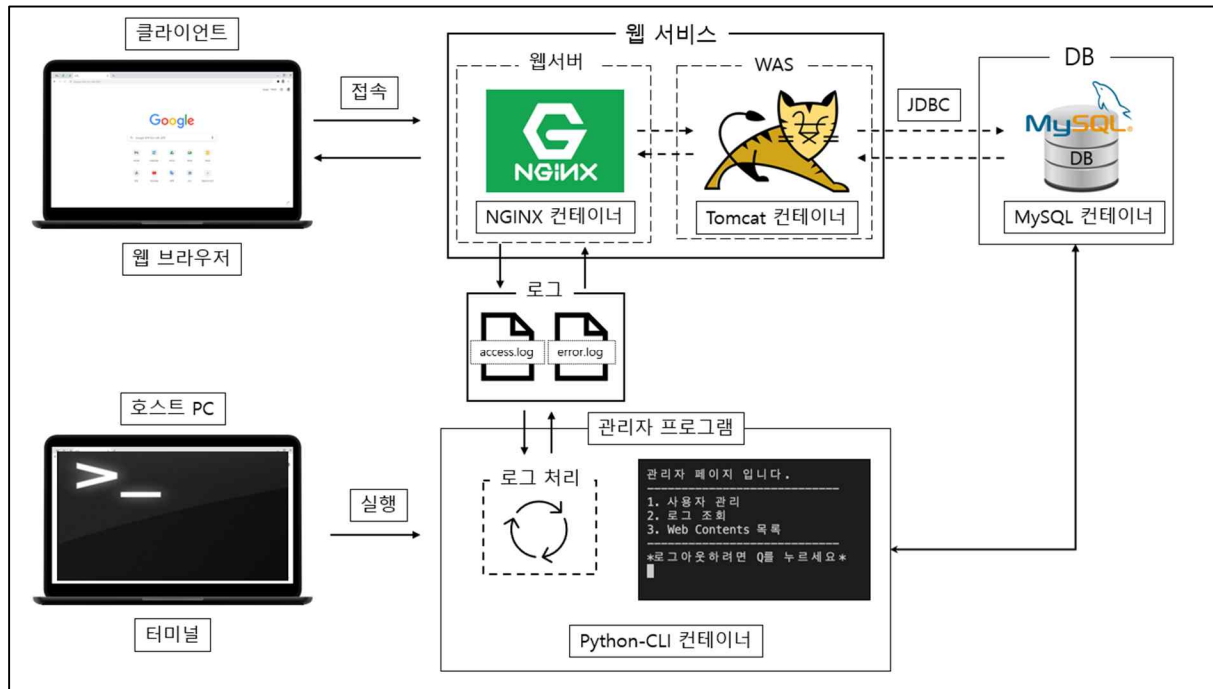 클라이언트
Google
웹 브라우저
접속
웹 서비스
웹서버
NGINX
NGINX 컨테이너
WAS
Tomcat 컨테이너
JDBC
DB
MySQL
DB
MySQL 컨테이너
로그
access.log
error.log
호스트 PC
>_
터미널
실행
관리자 프로그램
로그 처리
관리자 페이지 입니다.
----------------------------
1. 사용자 관리
2. 로그 조회
3. Web Contents 목록
----------------------------
*로그아웃하려면 Q를 누르세요*
Python-CLI 컨테이너